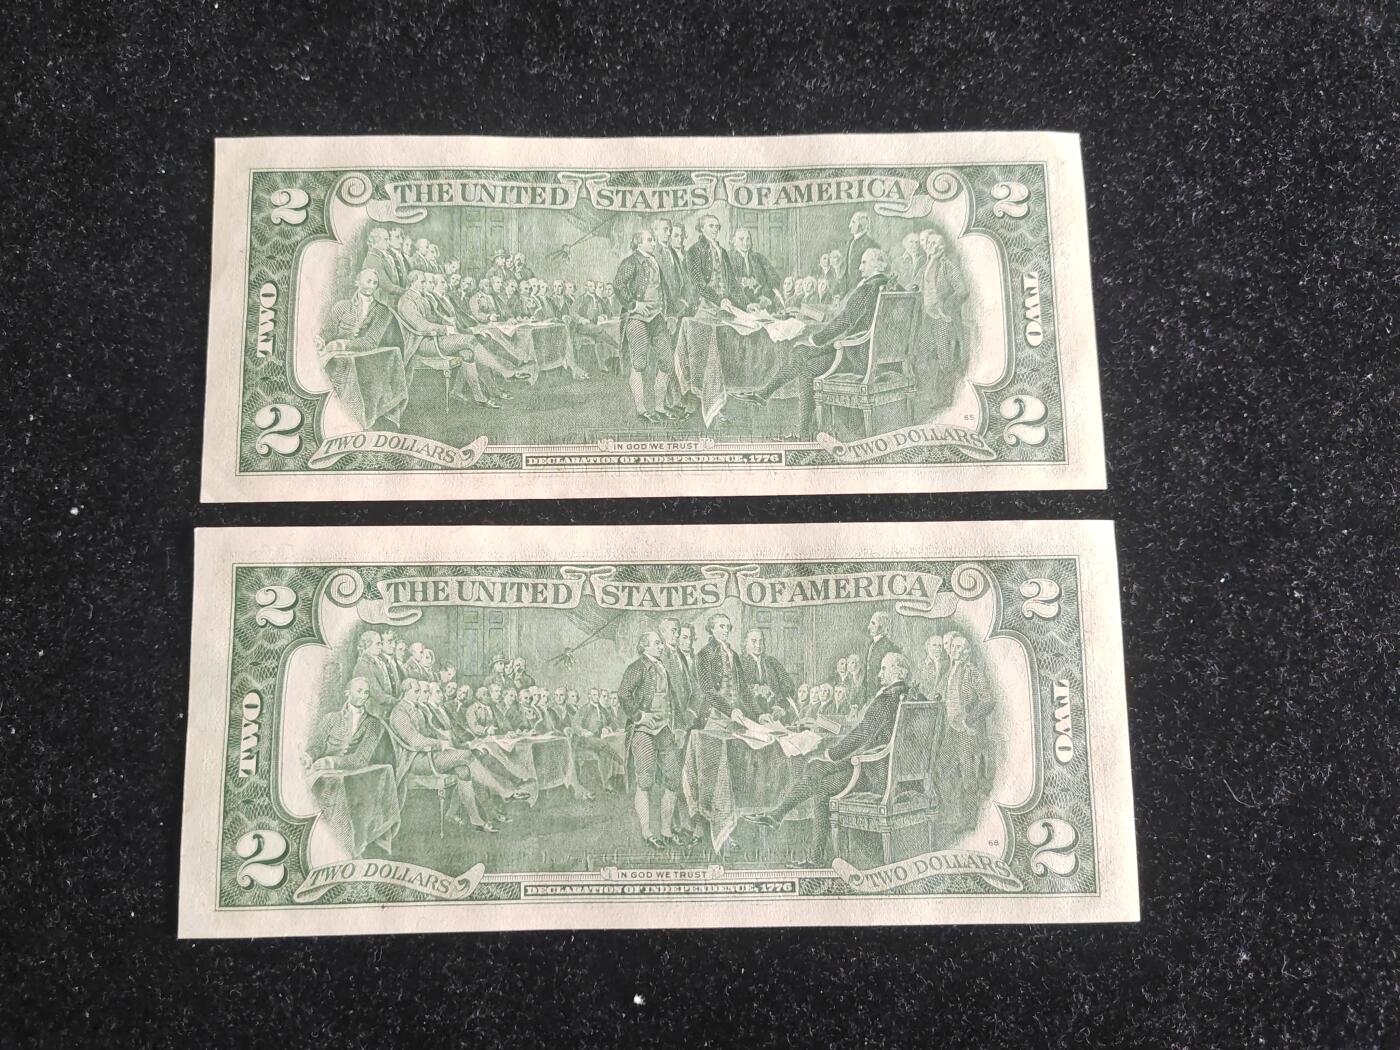 2 THE UNITED STATES OF AMERICA 2
TWO TWO
65
2 TWO DOLLARS IN GOD WE TRUST TWO DOLLARS 2
DECLARATION OF INDEPENDENCE, 1776
2 THE UNITED STATES OF AMERICA 2
TWO TWO
68
2 TWO DOLLARS IN GOD WE TRUST TWO DOLLARS 2
DECLARATION OF INDEPENDENCE, 1776